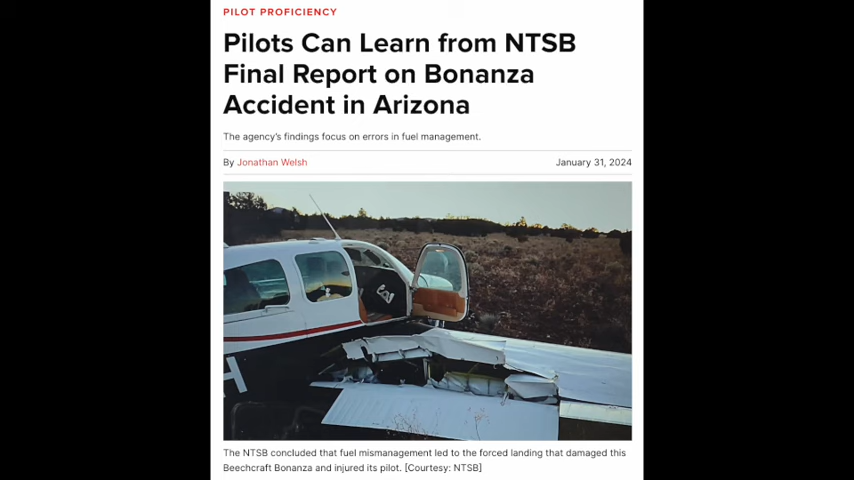 PILOT PROFICIENCY
Pilots Can Learn from NTSB
Final Report on Bonanza
Accident in Arizona
The agency's findings focus on errors in fuel management.
By Jonathan Welsh January 31, 2024
H
The NTSB concluded that fuel mismanagement led to the forced landing that damaged this
Beechcraft Bonanza and injured its pilot. [Courtesy: NTSB]